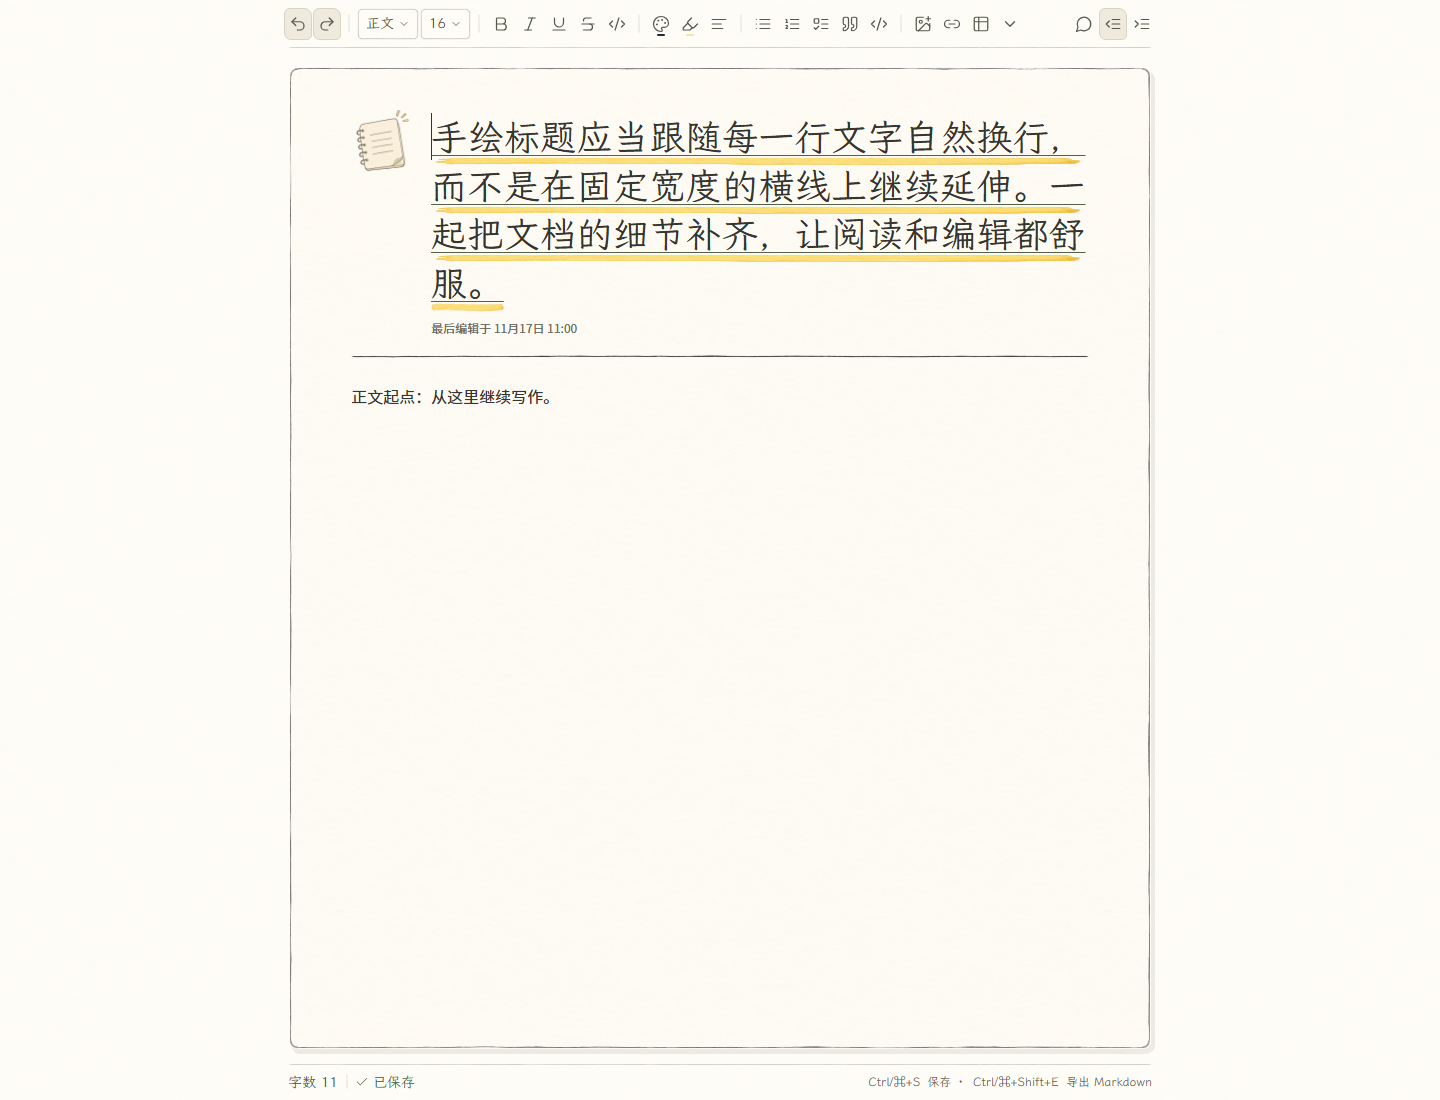 正文 16
手绘标题应当跟随每一行文字自然换行，
而不是在固定宽度的横线上继续延伸。一
起把文档的细节补齐，让阅读和编辑都舒
服。
最后编辑于 11月17日 11:00
正文起点：从这里继续写作。
字数 11 已保存 Ctrl/⌘+S 保存 · Ctrl/⌘+Shift+E 导出 Markdown